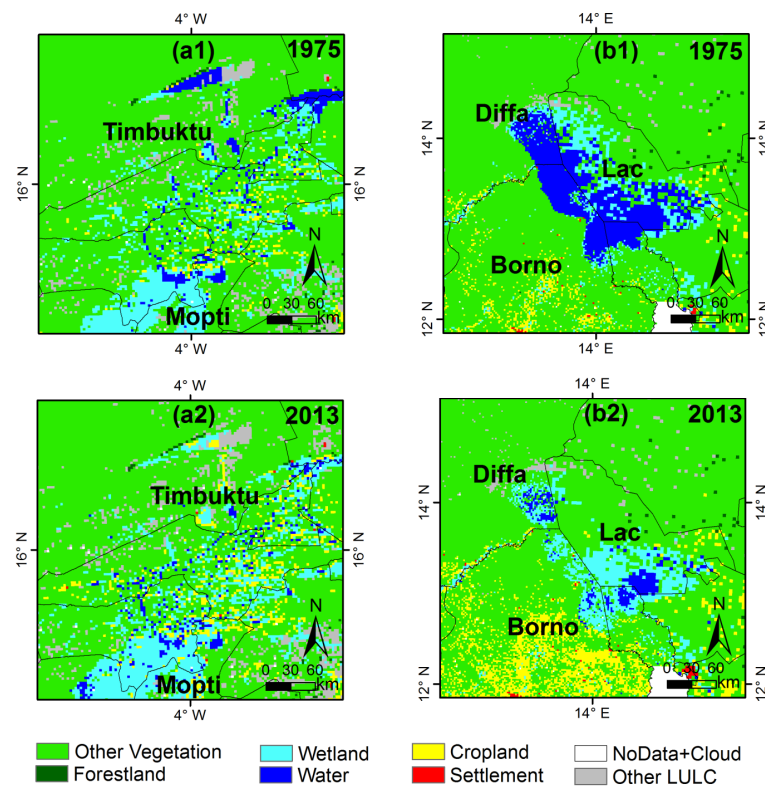 4° W
14° E
(a1) 1975
(b1) 1975
Timbuktu
Diffa
14° N
14° N
Lac
16° N
16° N
Borno
N
N
0 30 60
km
0 30 60
km
Mopti
12° N
12° N
4° W
14° E
4° W
14° E
(a2) 2013
(b2) 2013
Timbuktu
Diffa
14° N
14° N
Lac
16° N
16° N
Borno
N
N
0 30 60
km
0 30 60
km
Mopti
12° N
12° N
4° W
14° E
Other Vegetation Wetland Cropland NoData+Cloud
Forestland Water Settlement Other LULC